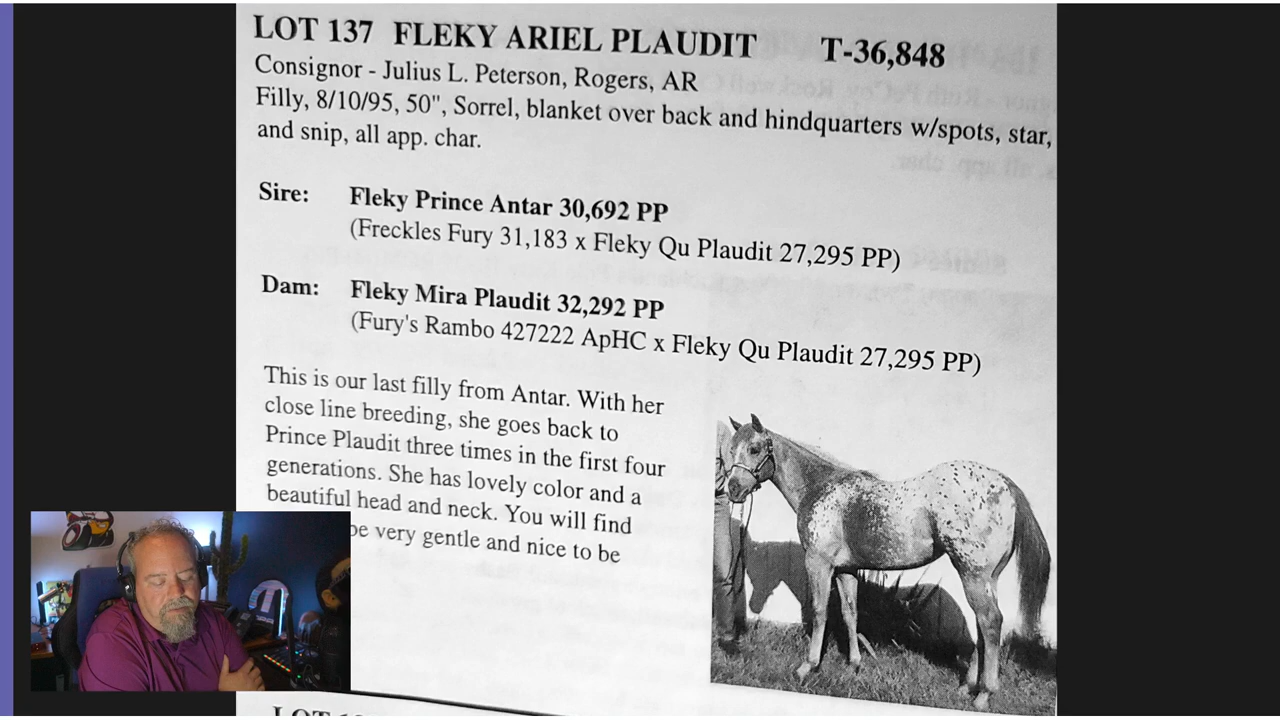 LOT 137 FLEKY ARIEL PLAUDIT T-36,848
Consignor - Julius L. Peterson, Rogers, AR
Filly, 8/10/95, 50", Sorrel, blanket over back and hindquarters w/spots, star,
and snip, all app. char.
Sire: Fleky Prince Antar 30,692 PP
(Freckles Fury 31,183 x Fleky Qu Plaudit 27,295 PP)
Dam: Fleky Mira Plaudit 32,292 PP
(Fury's Rambo 427222 ApHC x Fleky Qu Plaudit 27,295 PP)
This is our last filly from Antar. With her
close line breeding, she goes back to
Prince Plaudit three times in the first four
generations. She has lovely color and a
beautiful head and neck. You will find
be very gentle and nice to be
LOT